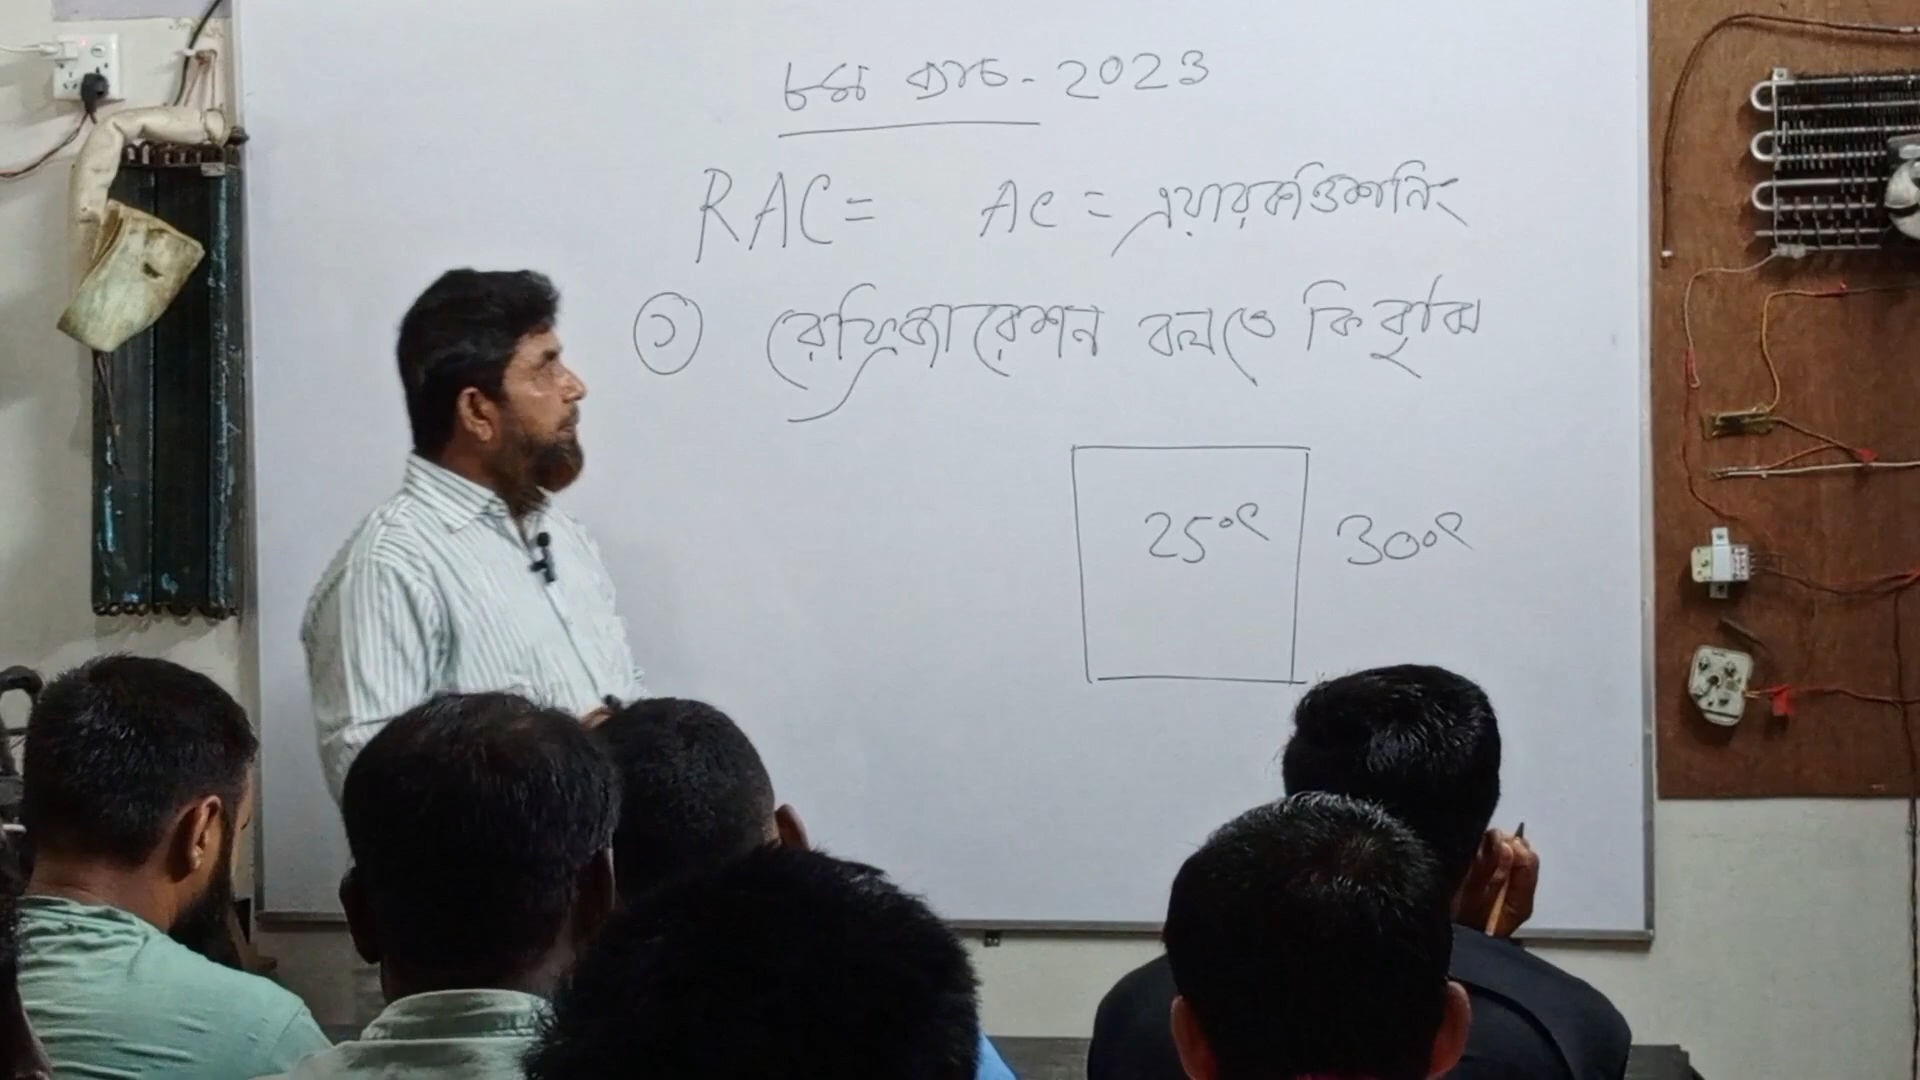 ৮ম ব্যাচ - 2023
RAC = AC = এয়ারকন্ডিশনিং
১ রেফ্রিজারেশন বলতে কি বুঝি
25°C 30°C